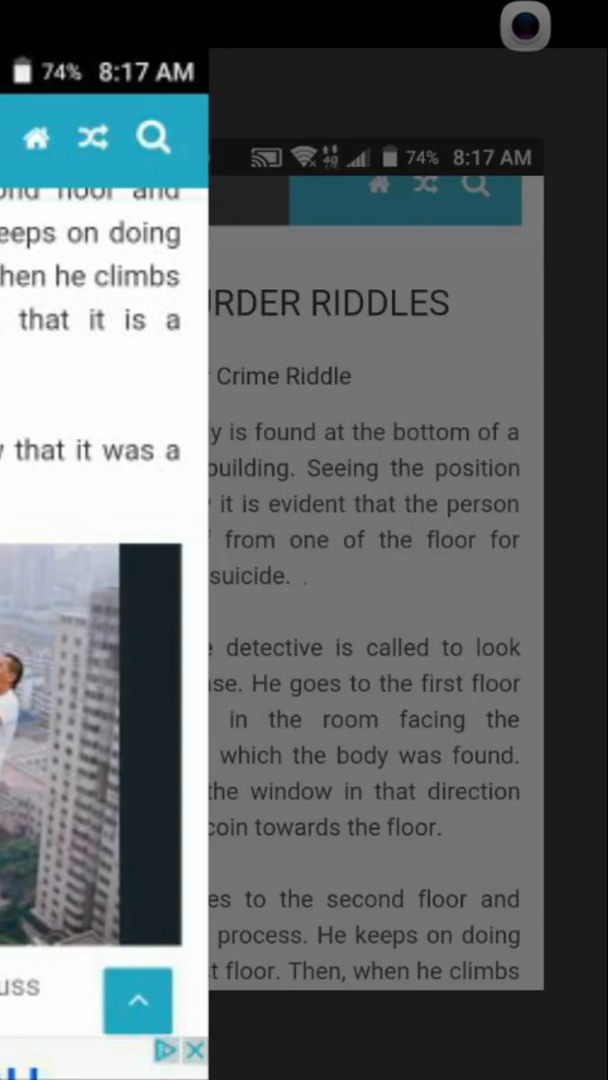 74% 8:17 AM
ond floor and
eeps on doing
hen he climbs
that it is a
that it was a
uss
74% 8:17 AM
RDER RIDDLES
Crime Riddle
y is found at the bottom of a
building. Seeing the position
it is evident that the person
from one of the floor for
suicide. .
detective is called to look
se. He goes to the first floor
in the room facing the
which the body was found.
the window in that direction
coin towards the floor.
es to the second floor and
process. He keeps on doing
t floor. Then, when he climbs